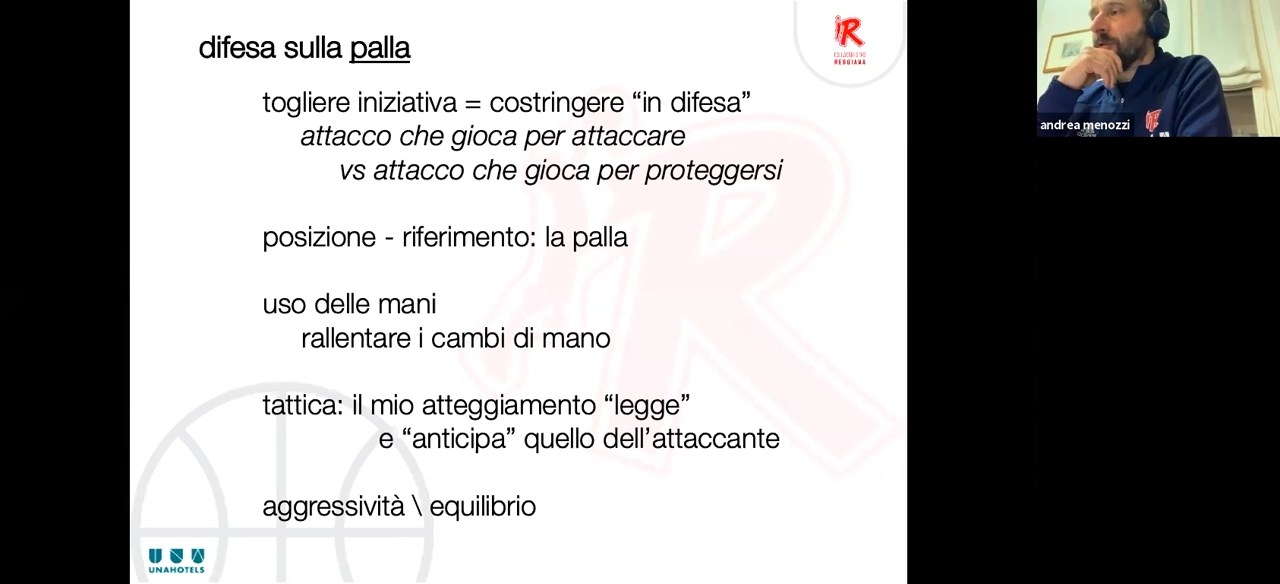 difesa sulla palla
togliere iniziativa = costringere “in difesa”
attacco che gioca per attaccare
vs attacco che gioca per proteggersi
posizione - riferimento: la palla
uso delle mani
rallentare i cambi di mano
tattica: il mio atteggiamento “legge”
e “anticipa” quello dell’attaccante
aggressività \ equilibrio
UNAHOTELS
PALLACANESTRO
REGGIANA
andrea menozzi